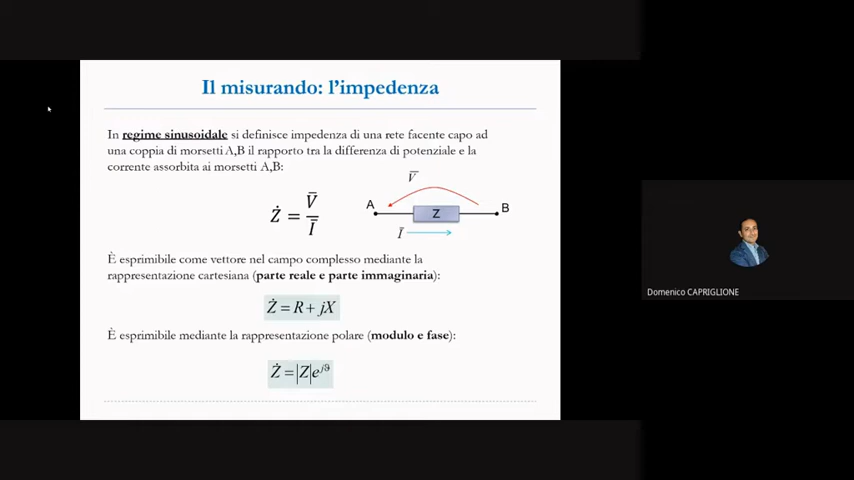 Il misurando: l'impedenza
In regime sinusoidale si definisce impedenza di una rete facente capo ad
una coppia di morsetti A,B il rapporto tra la differenza di potenziale e la
corrente assorbita ai morsetti A,B:
Ż = V̄ / Ī
V̄
A
Z
B
Ī
È esprimibile come vettore nel campo complesso mediante la
rappresentazione cartesiana (parte reale e parte immaginaria):
Ż = R + jX
È esprimibile mediante la rappresentazione polare (modulo e fase):
Ż = |Z|e^{jϑ}
Domenico CAPRIGLIONE